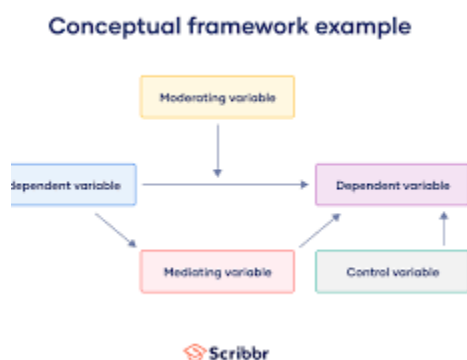 Conceptual framework example
Moderating variable
dependent variable
Dependent variable
Mediating variable
Control variable
Scribbr